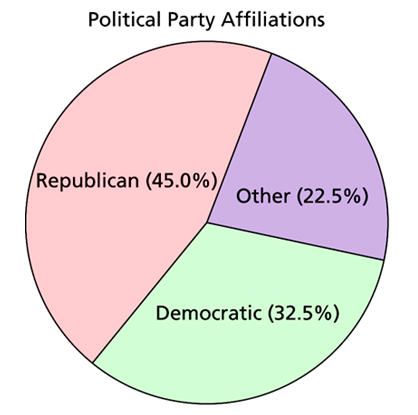 Political Party Affiliations
Republican (45.0%)
Other (22.5%)
Democratic (32.5%)